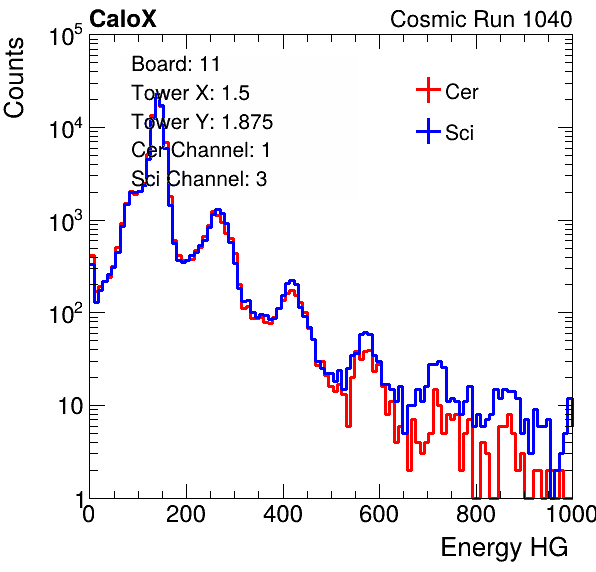 CaloX Cosmic Run 1040
Counts
Board: 11
Tower X: 1.5
Tower Y: 1.875
Cer Channel: 1
Sci Channel: 3
Cer
Sci
10^5
10^4
10^3
10^2
10
1
0 200 400 600 800 1000
Energy HG